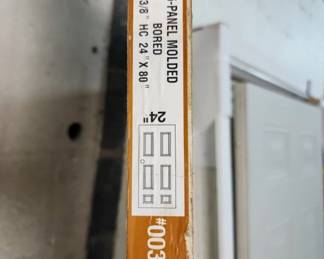 -PANEL MOLDED
BORED
3/8" HC 24" X 80"
24"
#003